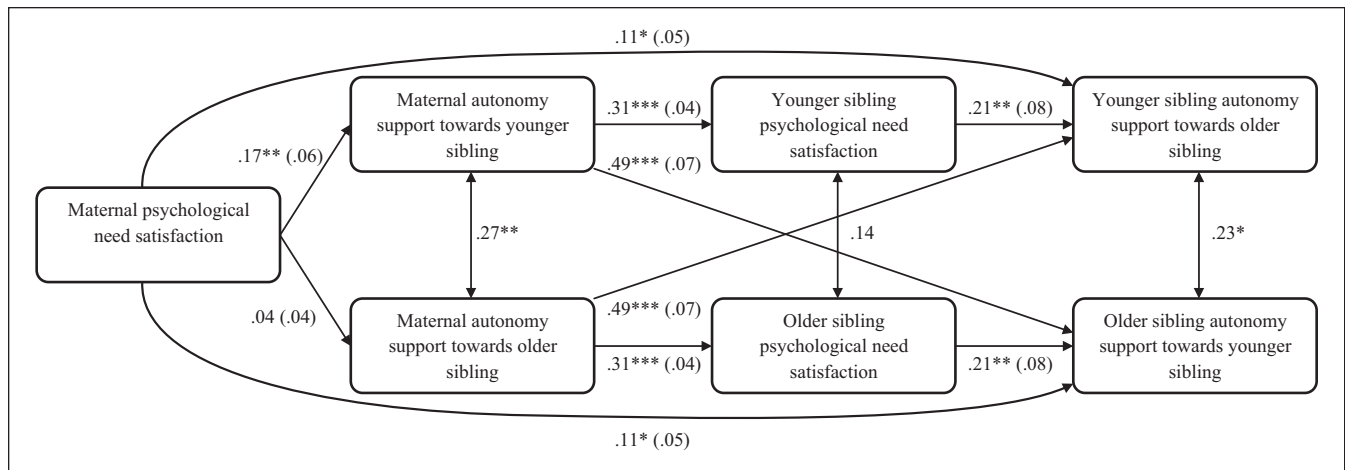 .11* (.05)
Maternal autonomy
support towards younger
sibling
.31*** (.04)
Younger sibling
psychological need
satisfaction
.21** (.08)
Younger sibling autonomy
support towards older
sibling
.17** (.06)
.49*** (.07)
Maternal psychological
need satisfaction
.27**
.14
.23*
.04 (.04)
Maternal autonomy
support towards older
sibling
.49*** (.07)
.31*** (.04)
Older sibling
psychological need
satisfaction
.21** (.08)
Older sibling autonomy
support towards younger
sibling
.11* (.05)